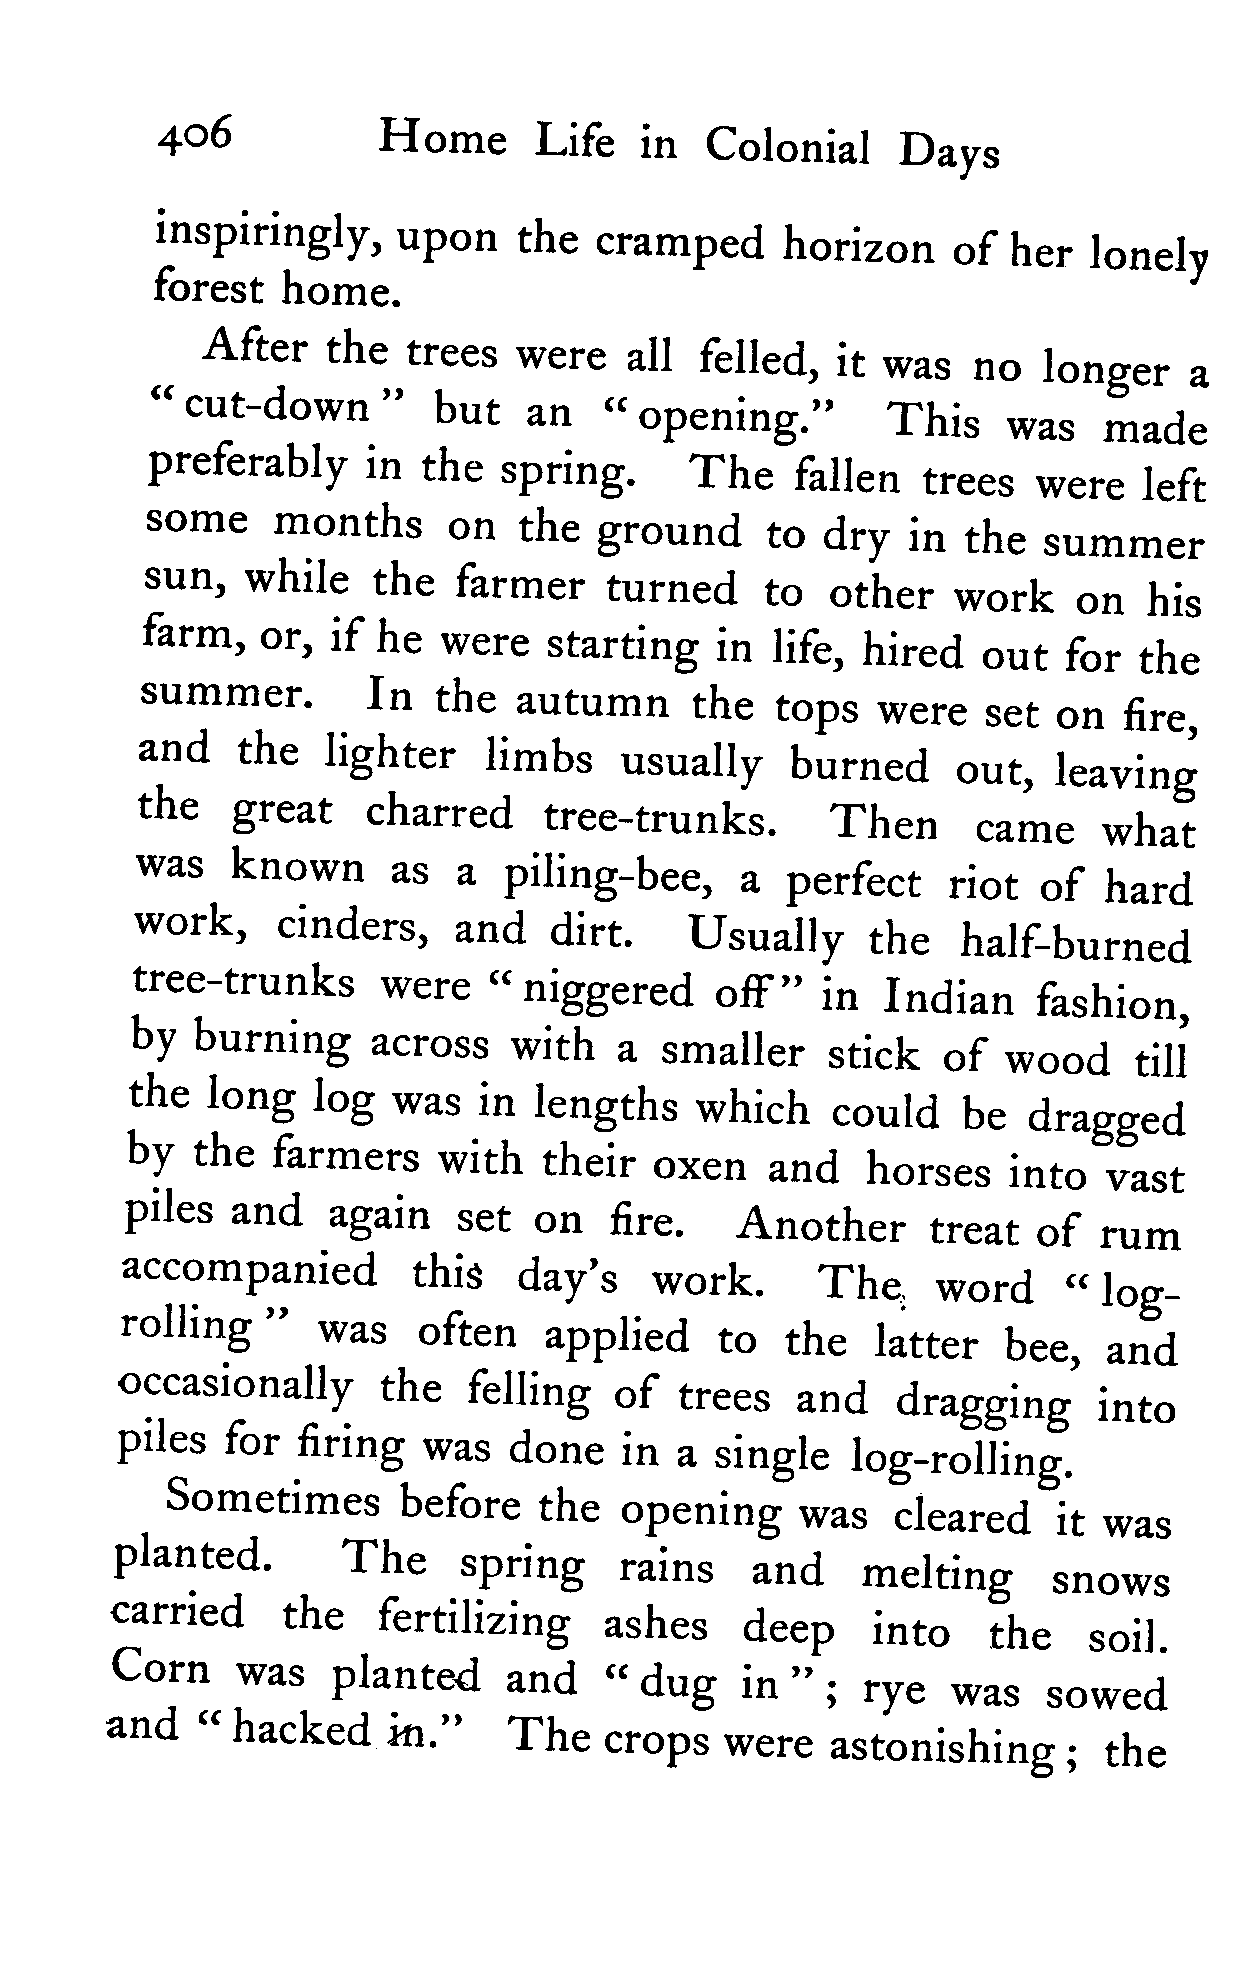 406 Home Life in Colonial Days
inspiringly, upon the cramped horizon of her lonely
forest home.
After the trees were all felled, it was no longer a
" cut-down " but an " opening." This was made
preferably in the spring. The fallen trees were left
some months on the ground to dry in the summer
sun, while the farmer turned to other work on his
farm, or, if he were starting in life, hired out for the
summer. In the autumn the tops were set on fire,
and the lighter limbs usually burned out, leaving
the great charred tree-trunks. Then came what
was known as a piling-bee, a perfect riot of hard
work, cinders, and dirt. Usually the half-burned
tree-trunks were " niggered off" in Indian fashion,
by burning across with a smaller stick of wood till
the long log was in lengths which could be dragged
by the farmers with their oxen and horses into vast
piles and again set on fire. Another treat of rum
accompanied this day's work. The word " log-
rolling " was often applied to the latter bee, and
occasionally the felling of trees and dragging into
piles for firing was done in a single log-rolling.
Sometimes before the opening was cleared it was
planted. The spring rains and melting snows
carried the fertilizing ashes deep into the soil.
Corn was planted and " dug in " ; rye was sowed
and " hacked in." The crops were astonishing ; the